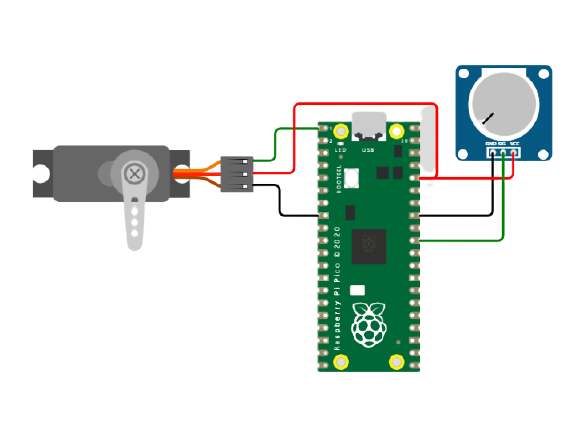 GND SIG VCC
LED
USB
BOOTSEL
Raspberry Pi Pico © 2020